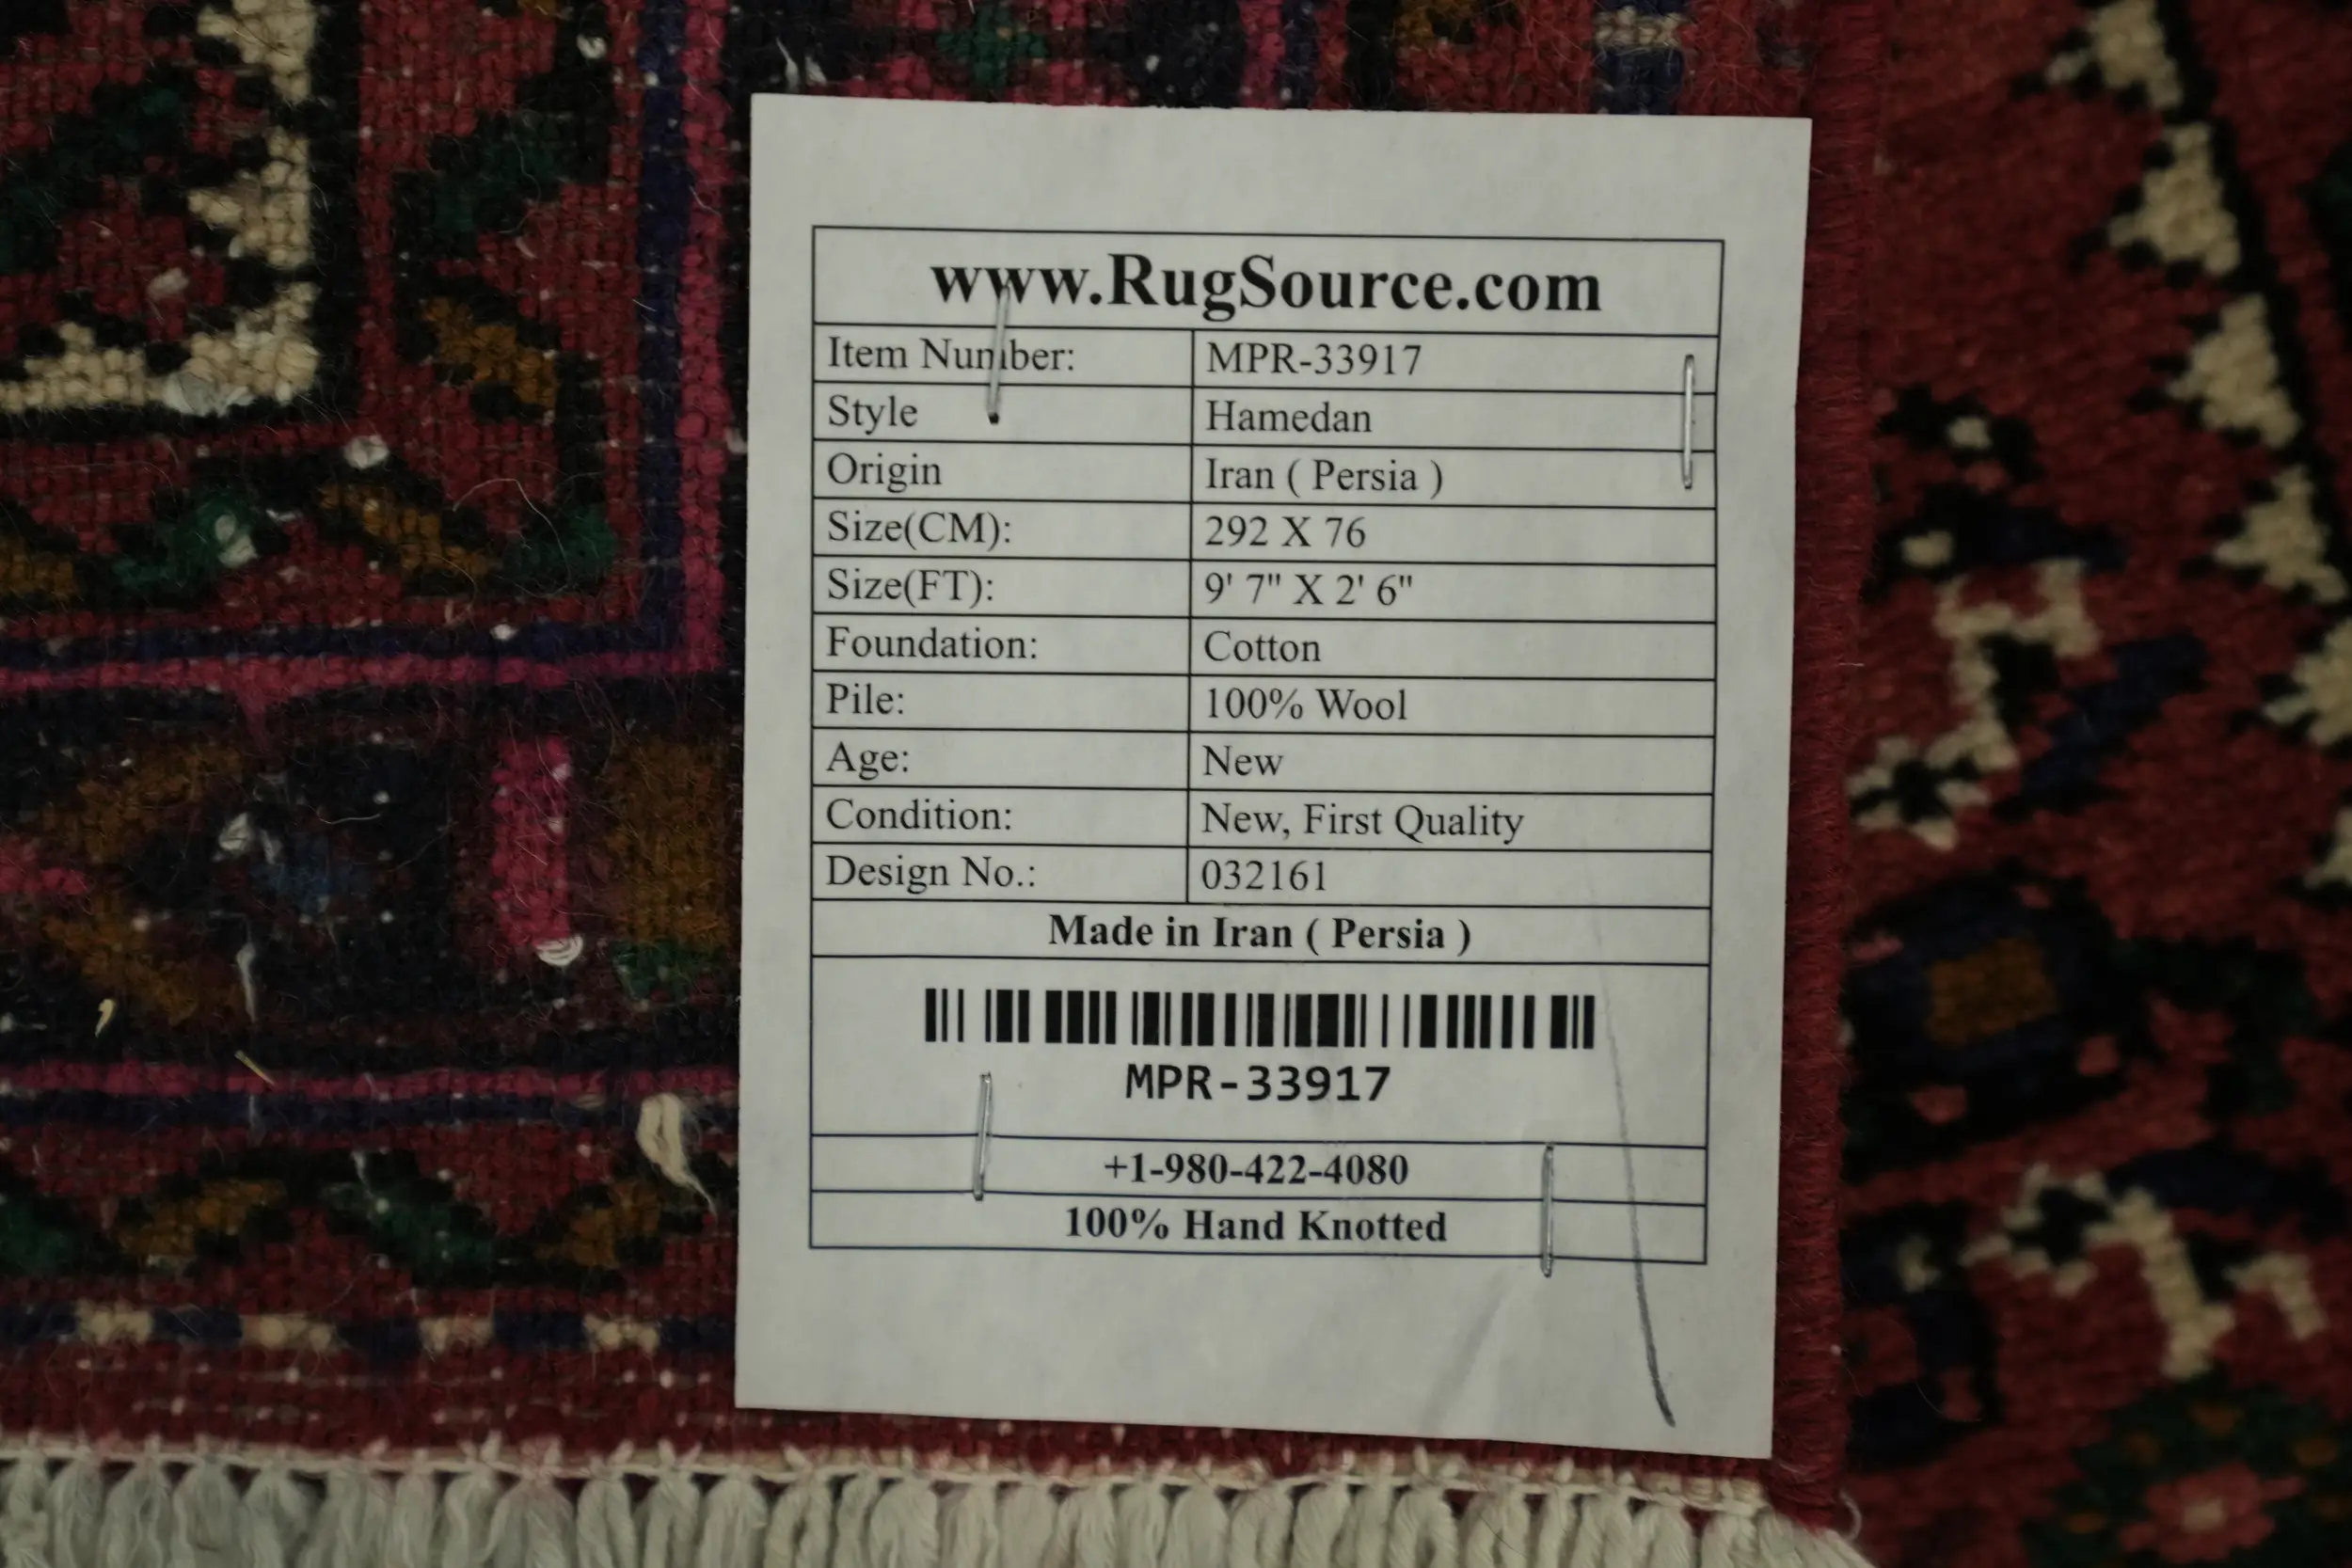 www.RugSource.com
Item Number: MPR-33917
Style Hamedan
Origin Iran ( Persia )
Size(CM): 292 X 76
Size(FT): 9' 7" X 2' 6"
Foundation: Cotton
Pile: 100% Wool
Age: New
Condition: New, First Quality
Design No.: 032161
Made in Iran ( Persia )
MPR-33917
+1-980-422-4080
100% Hand Knotted